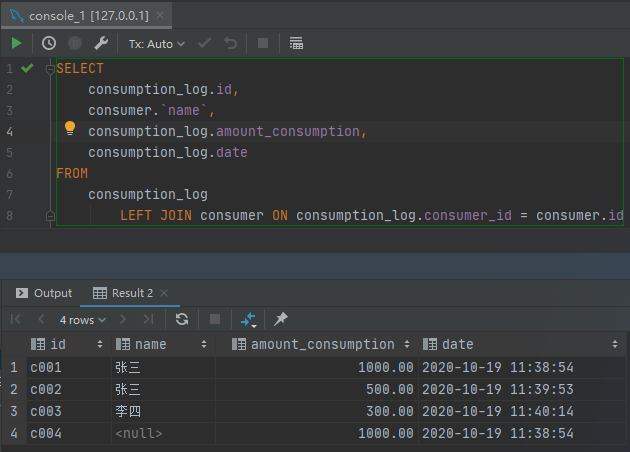 console_1 [127.0.0.1]
Tx: Auto
1 SELECT
2 consumption_log.id,
3 consumer.`name`,
4 consumption_log.amount_consumption,
5 consumption_log.date
6 FROM
7 consumption_log
8 LEFT JOIN consumer ON consumption_log.consumer_id = consumer.id
Output Result 2
4 rows
id name amount_consumption date
1 c001 张三 1000.00 2020-10-19 11:38:54
2 c002 张三 500.00 2020-10-19 11:39:53
3 c003 李四 300.00 2020-10-19 11:40:14
4 c004 <null> 1000.00 2020-10-19 11:38:54